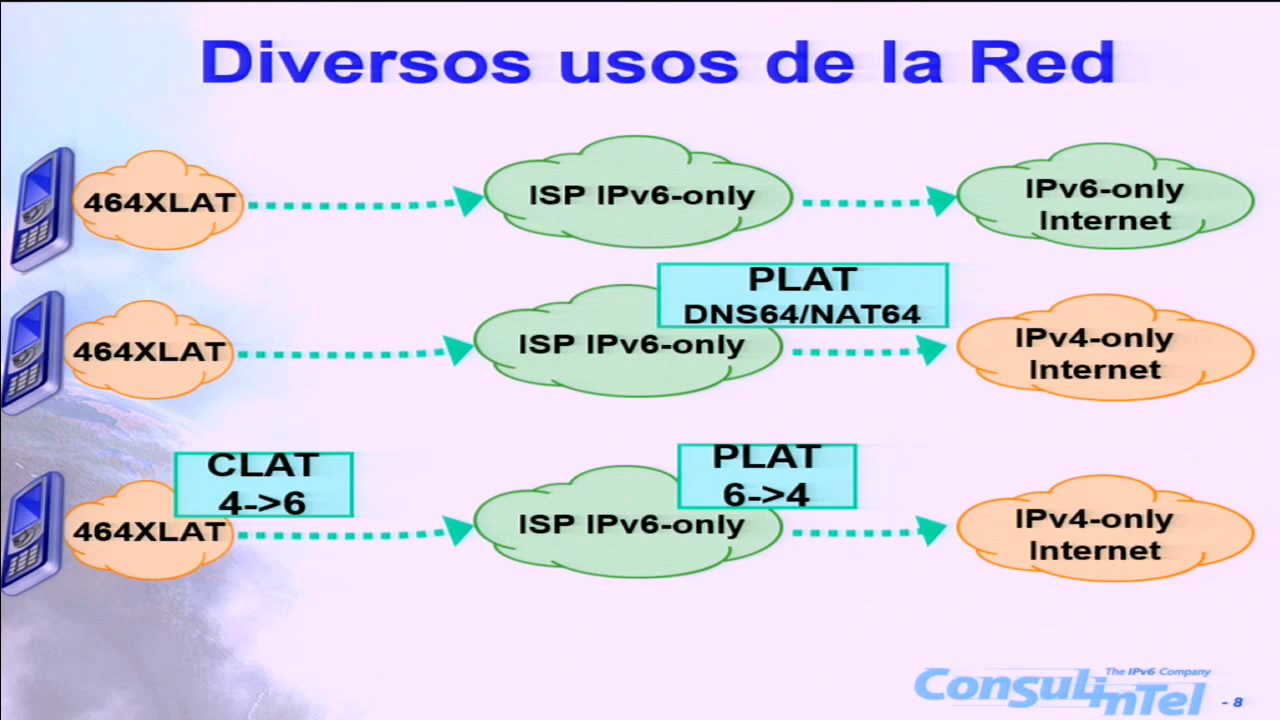 Diversos usos de la Red
464XLAT
ISP IPv6-only
IPv6-only
Internet
PLAT
DNS64/NAT64
464XLAT
ISP IPv6-only
IPv4-only
Internet
CLAT
4->6
PLAT
6->4
464XLAT
ISP IPv6-only
IPv4-only
Internet
The IPv6 Company
ConsulinTel
- 8